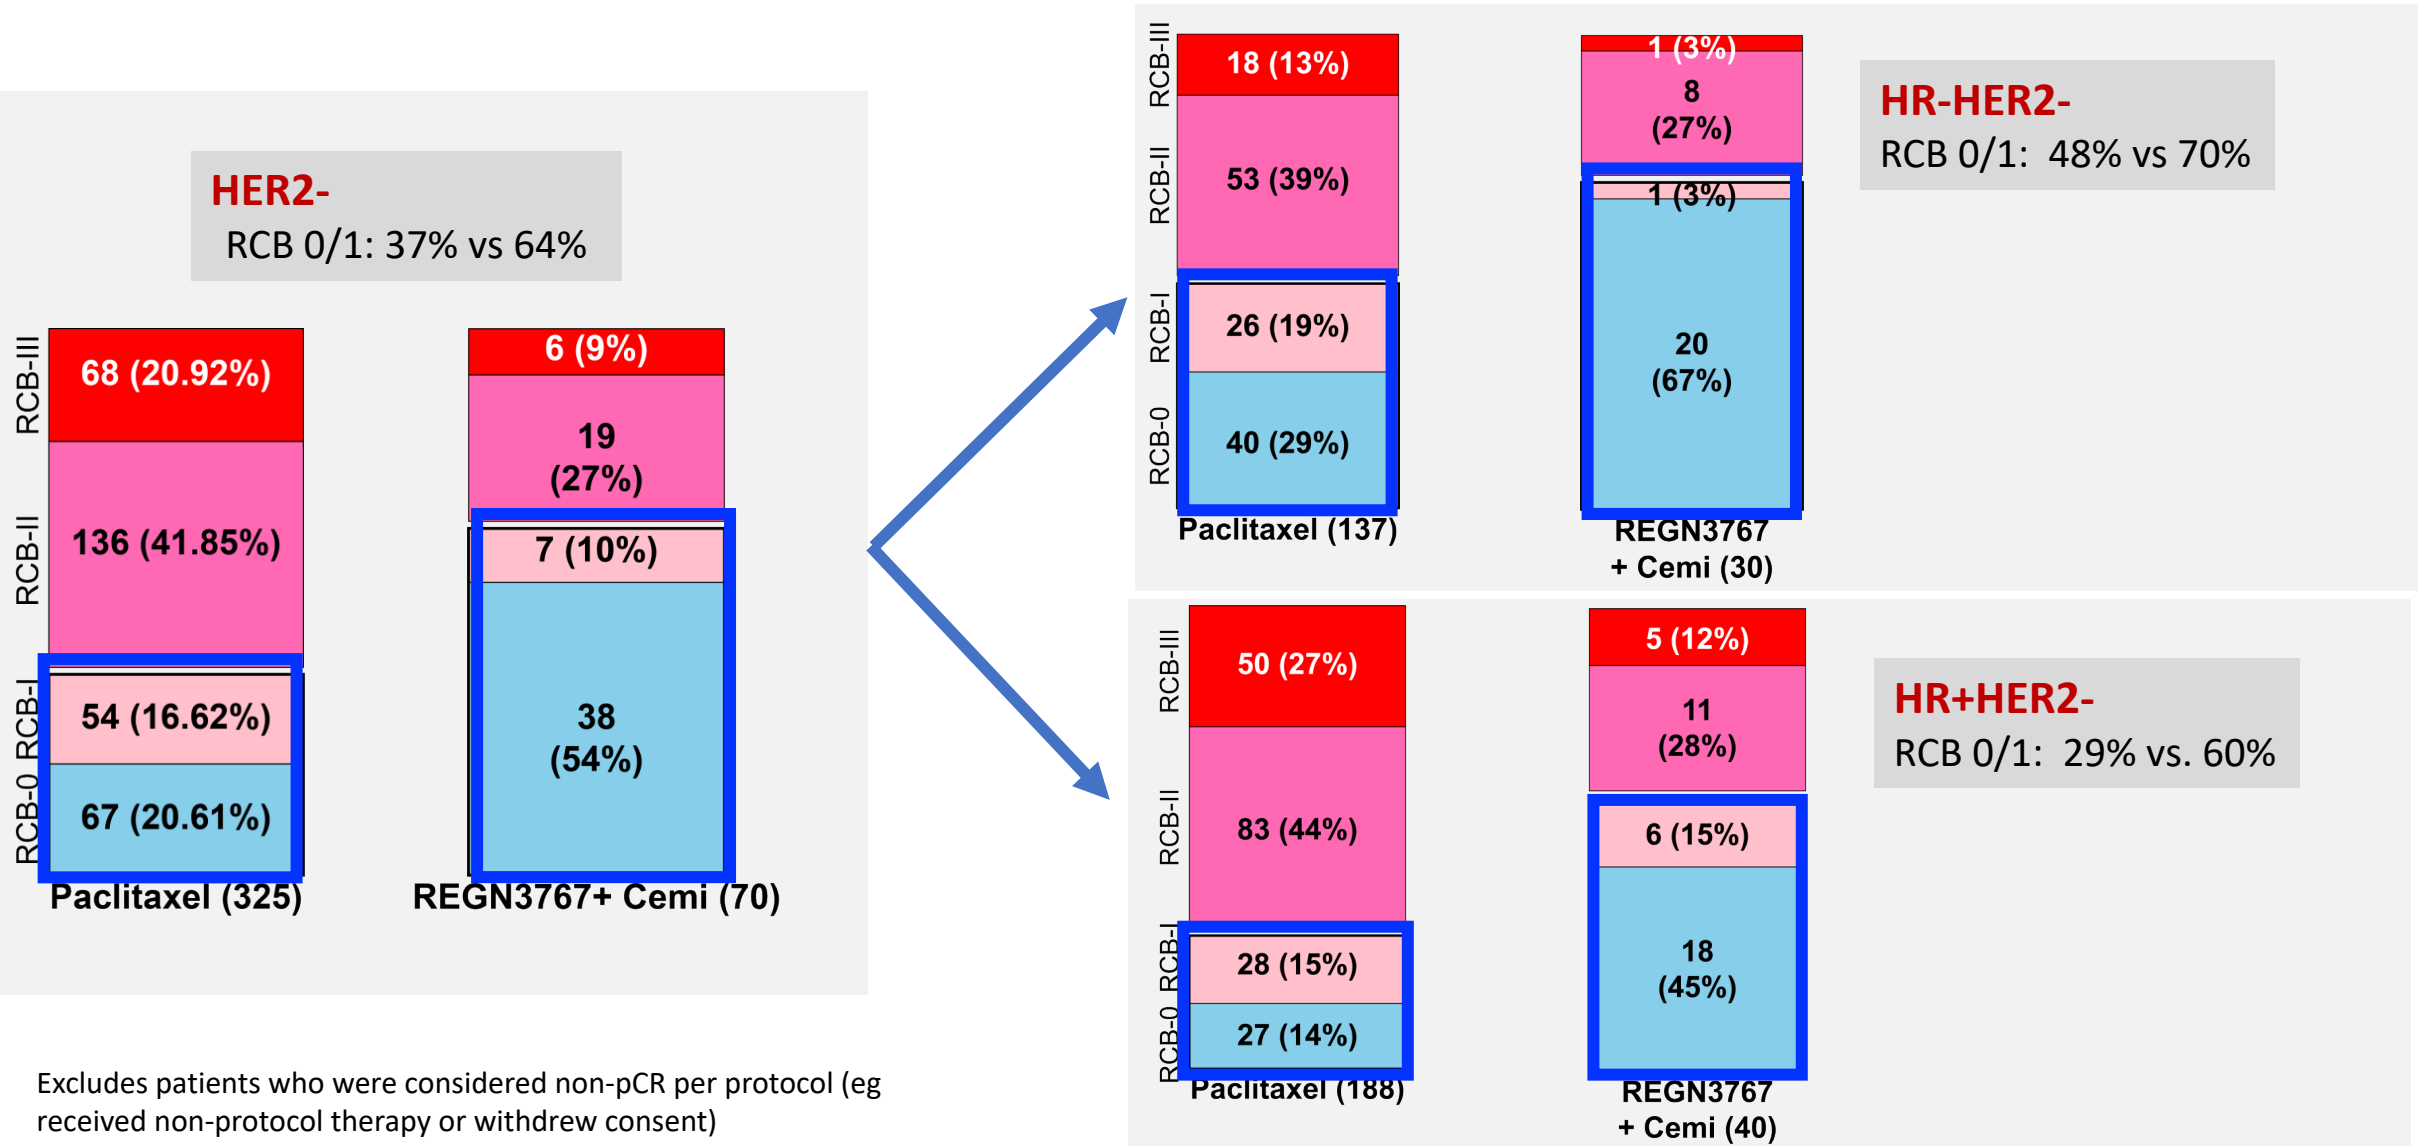 HER2-
RCB 0/1: 37% vs 64%
RCB-III
RCB-II
RCB-I
RCB-0
68 (20.92%)
136 (41.85%)
54 (16.62%)
67 (20.61%)
Paclitaxel (325)
6 (9%)
19
(27%)
7 (10%)
38
(54%)
REGN3767+ Cemi (70)
RCB-III
RCB-II
RCB-I
RCB-0
18 (13%)
53 (39%)
26 (19%)
40 (29%)
Paclitaxel (137)
1 (3%)
8
(27%)
1 (3%)
20
(67%)
REGN3767
+ Cemi (30)
HR-HER2-
RCB 0/1: 48% vs 70%
RCB-III
RCB-II
RCB-I
RCB-0
50 (27%)
83 (44%)
28 (15%)
27 (14%)
Paclitaxel (188)
5 (12%)
11
(28%)
6 (15%)
18
(45%)
REGN3767
+ Cemi (40)
HR+HER2-
RCB 0/1: 29% vs. 60%
Excludes patients who were considered non-pCR per protocol (eg
received non-protocol therapy or withdrew consent)